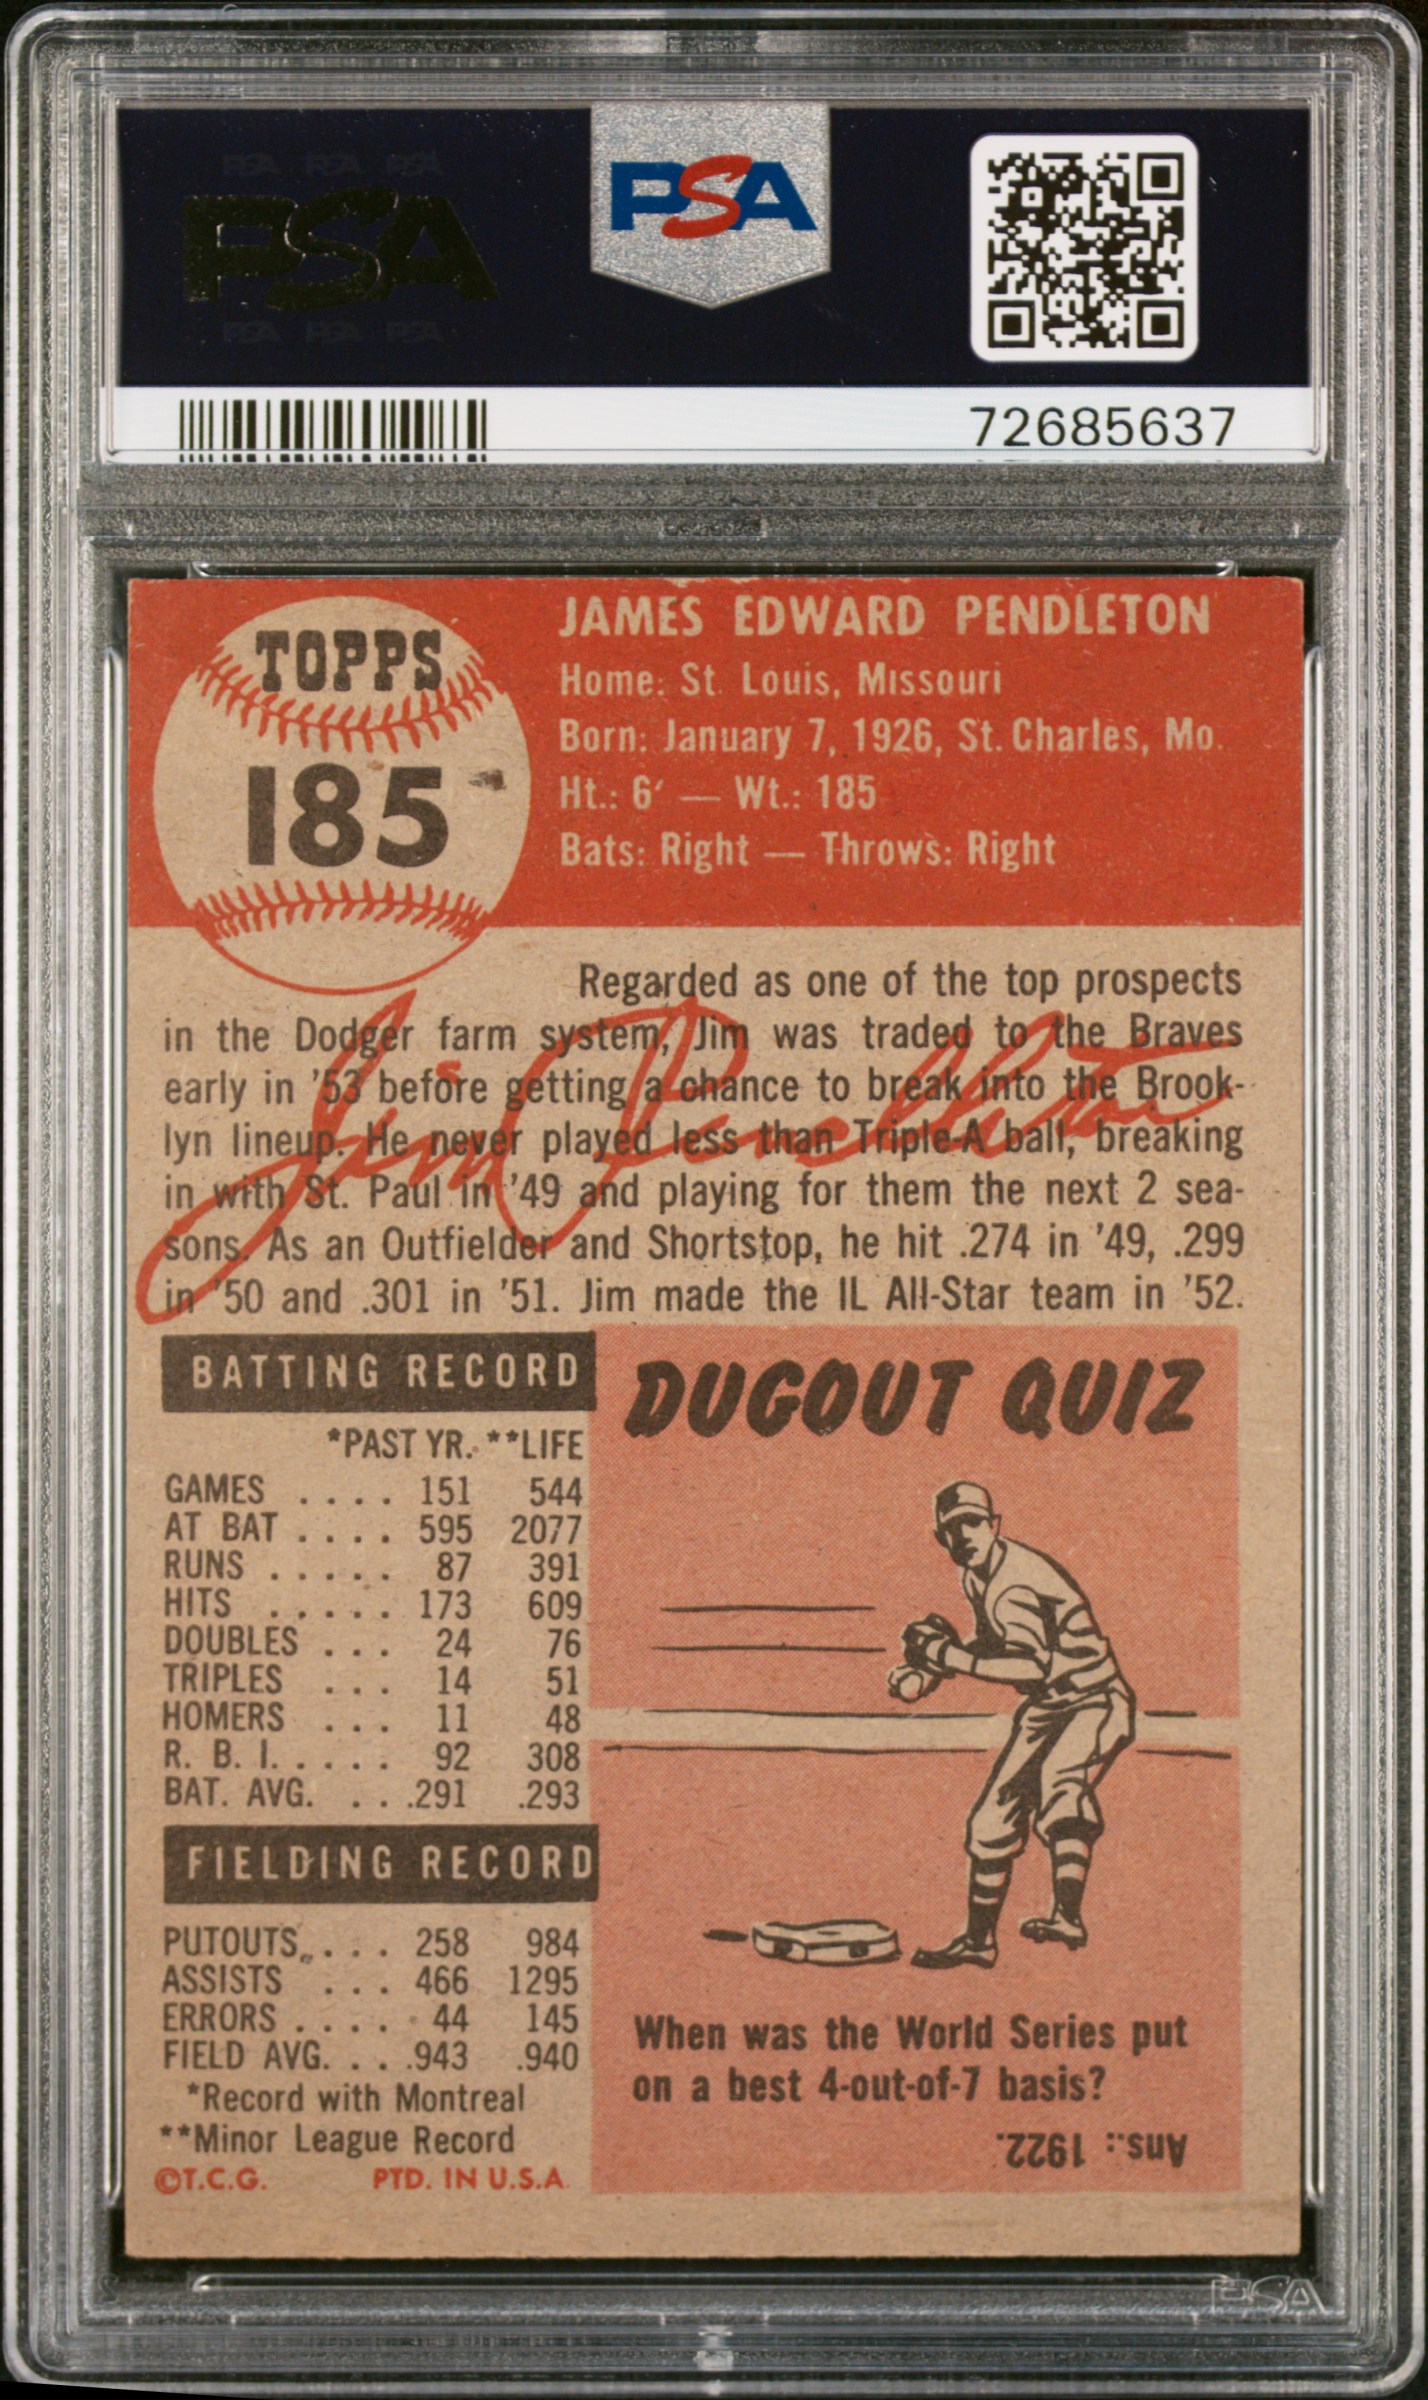 PSA PSA PSA
PSA
PSA PSA PSA
PSA
72685637
TOPPS
185
JAMES EDWARD PENDLETON
Home: St. Louis, Missouri
Born: January 7, 1926, St. Charles, Mo.
Ht.: 6' — Wt.: 185
Bats: Right — Throws: Right
Regarded as one of the top prospects
in the Dodger farm system, Jim was traded to the Braves
early in '53 before getting a chance to break into the Brook-
lyn lineup. He never played less than Triple-A ball, breaking
in with St. Paul in '49 and playing for them the next 2 sea-
sons. As an Outfielder and Shortstop, he hit .274 in '49, .299
in '50 and .301 in '51. Jim made the IL All-Star team in '52.
Jim Pendleton
BATTING RECORD
*PAST YR. **LIFE
GAMES .... 151 544
AT BAT .... 595 2077
RUNS ..... 87 391
HITS ..... 173 609
DOUBLES ... 24 76
TRIPLES ... 14 51
HOMERS ... 11 48
R. B. I. .... 92 308
BAT. AVG. ... .291 .293
FIELDING RECORD
PUTOUTS .... 258 984
ASSISTS ... 466 1295
ERRORS .... 44 145
FIELD AVG. ... .943 .940
*Record with Montreal
**Minor League Record
©T.C.G. PTD. IN U.S.A.
DUGOUT QUIZ
When was the World Series put
on a best 4-out-of-7 basis?
Ans.: 1922.
PSA